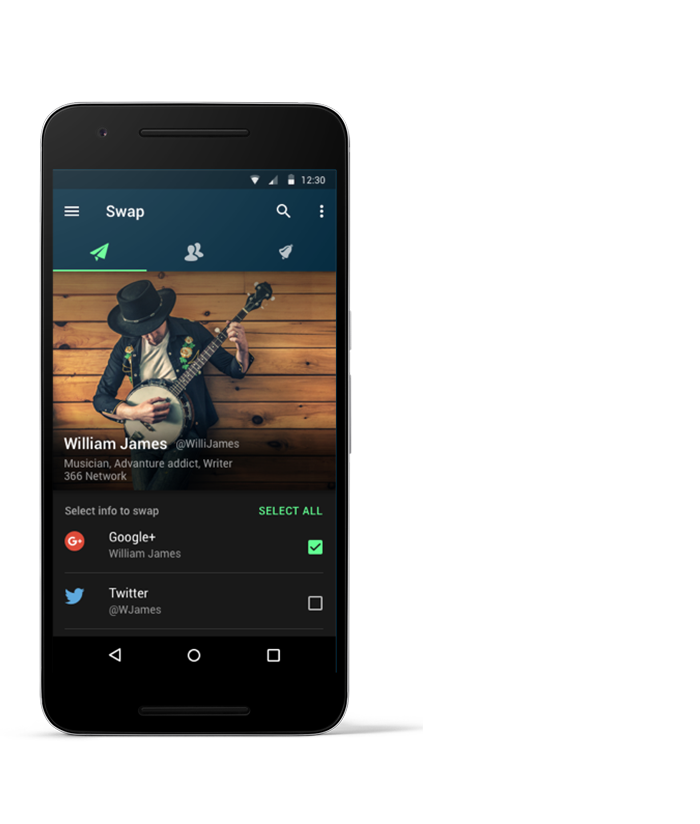 12:30
Swap
William James @WilliJames
Musician, Advanture addict, Writer
366 Network
Select info to swap SELECT ALL
G+ Google+
William James
Twitter
@WJames